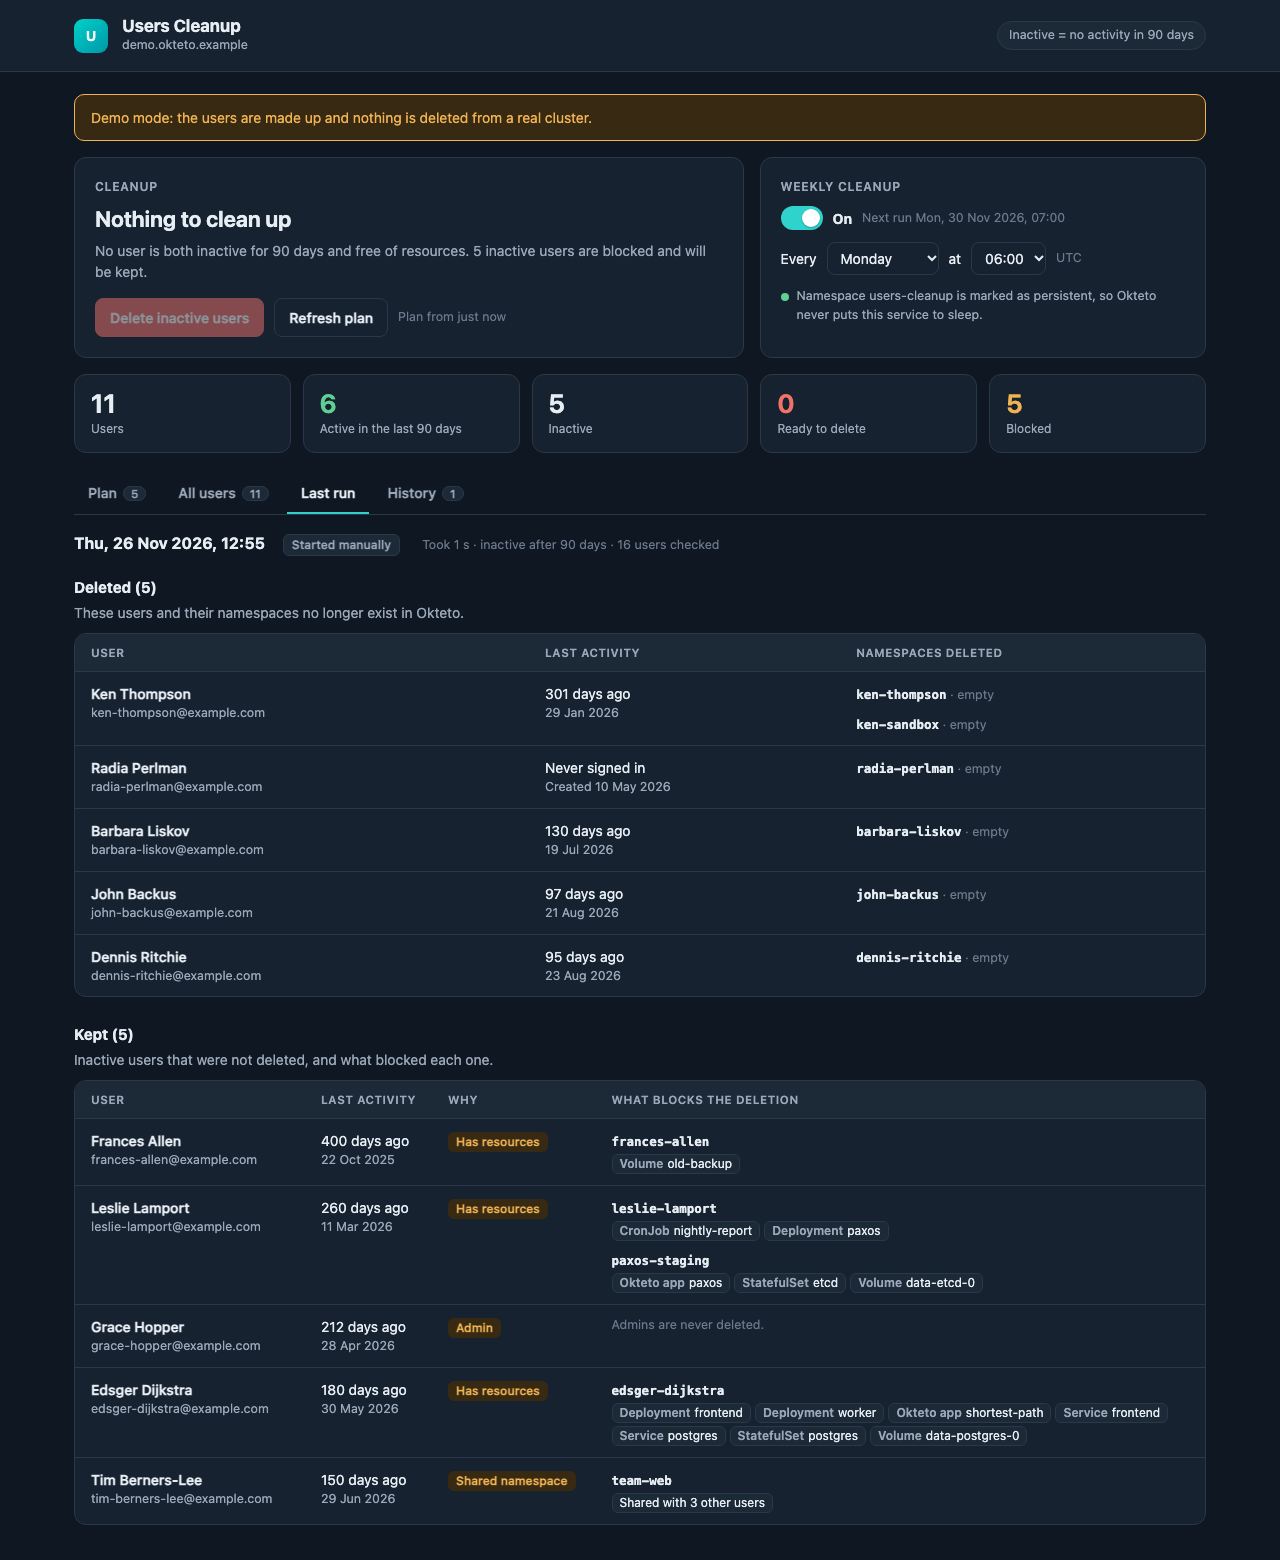 U
Users Cleanup
demo.okteto.example
Inactive = no activity in 90 days
Demo mode: the users are made up and nothing is deleted from a real cluster.
CLEANUP
Nothing to clean up
No user is both inactive for 90 days and free of resources. 5 inactive users are blocked and will
be kept.
Delete inactive users
Refresh plan
Plan from just now
WEEKLY CLEANUP
On Next run Mon, 30 Nov 2026, 07:00
Every Monday at 06:00 UTC
Namespace users-cleanup is marked as persistent, so Okteto
never puts this service to sleep.
11
Users
6
Active in the last 90 days
5
Inactive
0
Ready to delete
5
Blocked
Plan 5 All users 11 Last run History 1
Thu, 26 Nov 2026, 12:55 Started manually Took 1 s · inactive after 90 days · 16 users checked
Deleted (5)
These users and their namespaces no longer exist in Okteto.
USER LAST ACTIVITY NAMESPACES DELETED
Ken Thompson 301 days ago ken-thompson · empty
ken-thompson@example.com 29 Jan 2026
ken-sandbox · empty
Radia Perlman Never signed in radia-perlman · empty
radia-perlman@example.com Created 10 May 2026
Barbara Liskov 130 days ago barbara-liskov · empty
barbara-liskov@example.com 19 Jul 2026
John Backus 97 days ago john-backus · empty
john-backus@example.com 21 Aug 2026
Dennis Ritchie 95 days ago dennis-ritchie · empty
dennis-ritchie@example.com 23 Aug 2026
Kept (5)
Inactive users that were not deleted, and what blocked each one.
USER LAST ACTIVITY WHY WHAT BLOCKS THE DELETION
Frances Allen 400 days ago Has resources frances-allen
frances-allen@example.com 22 Oct 2025 Volume old-backup
Leslie Lamport 260 days ago Has resources leslie-lamport
leslie-lamport@example.com 11 Mar 2026 CronJob nightly-report Deployment paxos
paxos-staging
Okteto app paxos StatefulSet etcd Volume data-etcd-0
Grace Hopper 212 days ago Admin Admins are never deleted.
grace-hopper@example.com 28 Apr 2026
Edsger Dijkstra 180 days ago Has resources edsger-dijkstra
edsger-dijkstra@example.com 30 May 2026 Deployment frontend Deployment worker Okteto app shortest-path Service frontend
Service postgres StatefulSet postgres Volume data-postgres-0
Tim Berners-Lee 150 days ago Shared namespace team-web
tim-berners-lee@example.com 29 Jun 2026 Shared with 3 other users